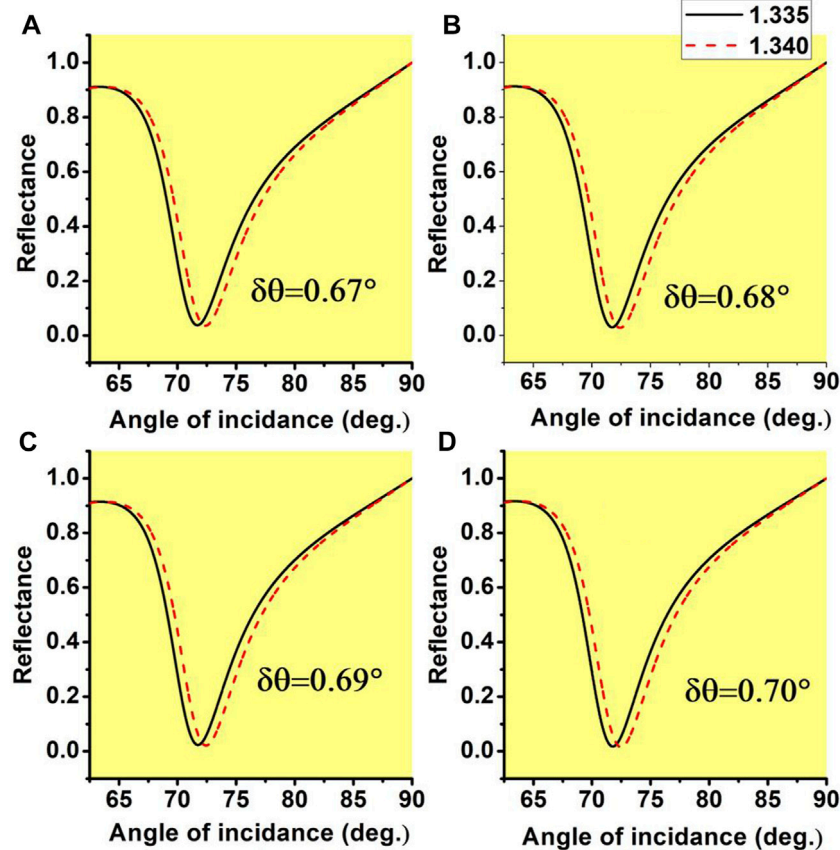 A
B
1.335
1.340
1.0
0.8
0.6
0.4
0.2
0.0
Reflectance
δθ=0.67°
65 70 75 80 85 90
Angle of incidance (deg.)
1.0
0.8
0.6
0.4
0.2
0.0
Reflectance
δθ=0.68°
65 70 75 80 85 90
Angle of incidance (deg.)
C
D
1.0
0.8
0.6
0.4
0.2
0.0
Reflectance
δθ=0.69°
65 70 75 80 85 90
Angle of incidance (deg.)
1.0
0.8
0.6
0.4
0.2
0.0
Reflectance
δθ=0.70°
65 70 75 80 85 90
Angle of incidance (deg.)